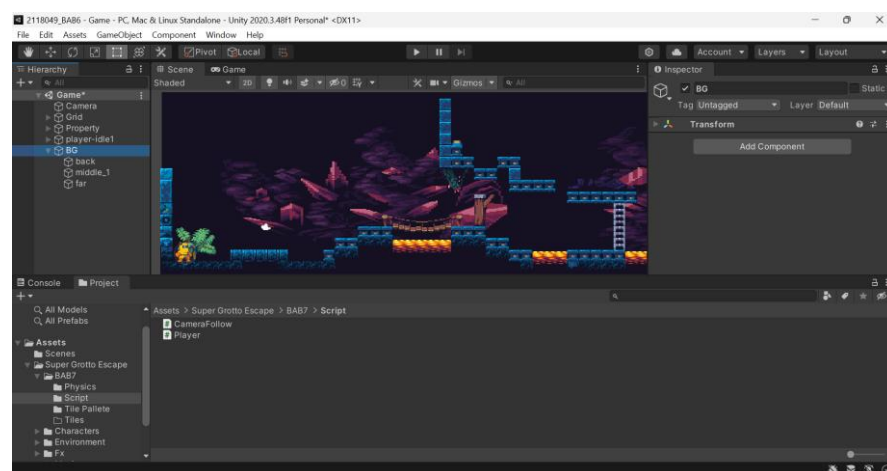 2118049_BAB6 - Game - PC, Mac & Linux Standalone - Unity 2020.3.48f1 Personal* <DX11>
File Edit Assets GameObject Component Window Help
Pivot Local Account Layers Layout
Hierarchy Scene Game Inspector
All Shaded 2D 0 Gizmos All BG Static
Game* Tag Untagged Layer Default
Camera
Grid Transform
Property
player-idle1 Add Component
BG
back
middle_1
far
Console Project
All Models Assets > Super Grotto Escape > BAB7 > Script
All Prefabs CameraFollow
Player
Assets
Scenes
Super Grotto Escape
BAB7
Physics
Script
Tile Pallete
Tiles
Characters
Environment
Fx